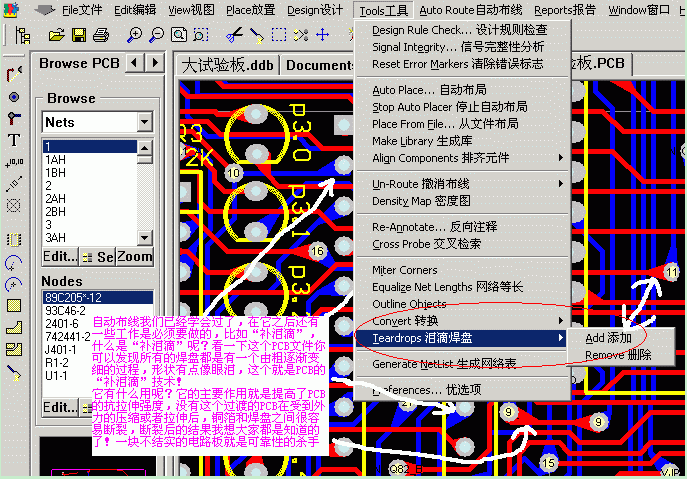 File文件 Edit编辑 View视图 Place放置 Design设计 Tools工具 Auto Route自动布线 Reports报告 Window窗口 H
Browse PCB
大试验板.ddb Documents
板.PCB
Browse
Nets
1
1AH
1BH
2
2AH
2BH
3
3AH
Edit... Se Zoom
Nodes
89C205*-12
93C46-2
2401-6
742441-2
J401-1
R1-2
U1-1
Edit...
T
+10,10
R3
2K
P3.0
P3.1
P3.
10
16
11
9
9
2
15
Design Rule Check... 设计规则检查
Signal Integrity... 信号完整性分析
Reset Error Markers 清除错误标志
Auto Place... 自动布局
Stop Auto Placer 停止自动布局
Place From File... 从文件布局
Make Library 生成库
Align Components 排齐元件
Un-Route 撤消布线
Density Map 密度图
Re-Annotate... 反向注释
Cross Probe 交叉检索
Miter Corners
Equalize Net Lengths 网络等长
Outline Objects
Convert 转换
Teardrops 泪滴焊盘
Generate NetList 生成网络表
Preferences... 优选项
Add 添加
Remove 删除
自动布线我们已经学会过了，在它之后还有
一些工作是必须要做的，比如“补泪滴”，
什么是“补泪滴”呢？看一下这个PCB文件你
可以发现所有的焊盘都是有一个由粗逐渐变
细的过程，形状有点像眼泪，这个就是PCB的
“补泪滴”技术！
它有什么用呢？它的主要作用就是提高了PCB
的抗拉伸强度，没有这个过渡的PCB在受到外
力的压缩或者拉伸后，铜箔和焊盘之间很容
易断裂，断裂后的结果我想大家都是知道的
了！一块不结实的电路板就是可靠性的杀手